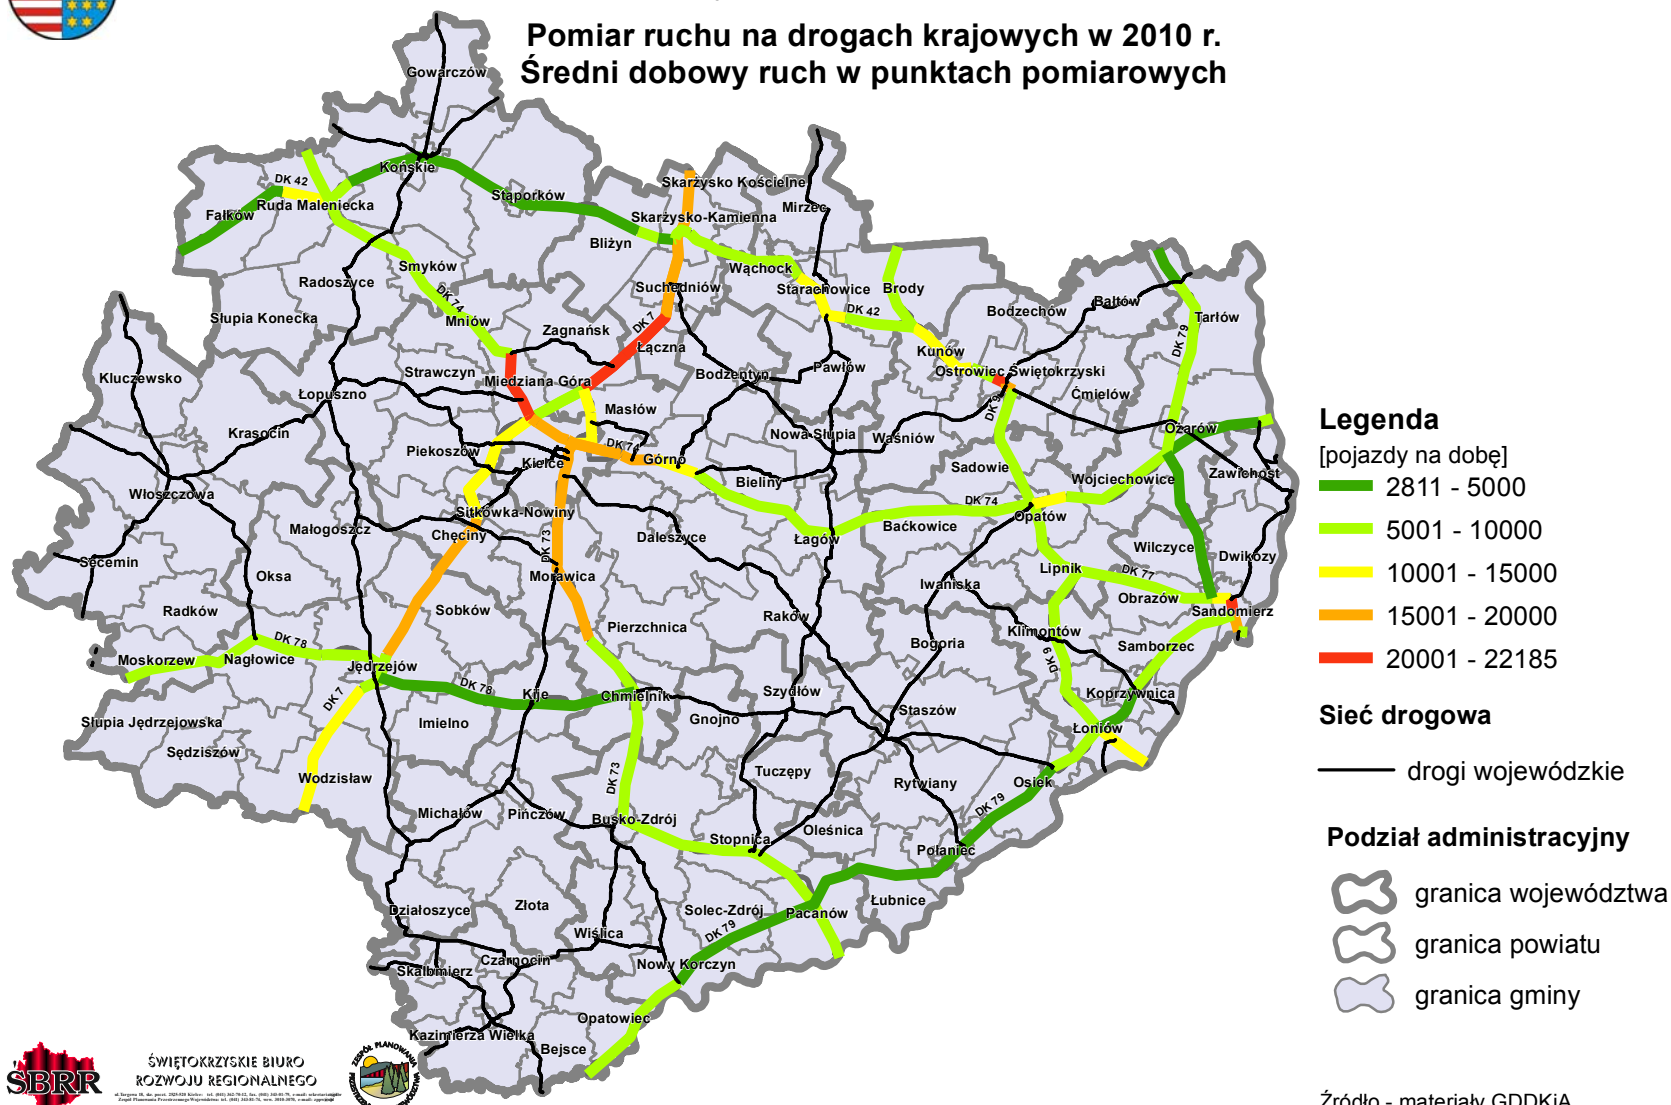 Pomiar ruchu na drogach krajowych w 2010 r.
Średni dobowy ruch w punktach pomiarowych
Gowarczów
Końskie
DK 42
Ruda Maleniecka
Fałków
Stąporków
Skarżysko Kościelne
Skarżysko-Kamienna
Mirzec
Bliżyn
Smyków
Radoszyce
DK 74
Wąchock
Suchedniów
Starachowice
Brody
Bałtów
Słupia Konecka
Mniów
Zagnańsk
DK 7
DK 42
Bodzechów
Tarłów
DK 79
Łączna
Kunów
Kluczewsko
Strawczyn
Miedziana Góra
Bodzentyn
Pawłów
Ostrowiec Świętokrzyski
Łopuszno
Masłów
DK 9
Ćmielów
Krasocin
Piekoszów
Kielce
DK 74
Górno
Nowa Słupia
Waśniów
Ożarów
Sadowie
Wojciechowice
Zawichost
Bieliny
Włoszczowa
Sitkówka-Nowiny
DK 74
Opatów
Małogoszcz
Chęciny
DK 73
Daleszyce
Łagów
Baćkowice
Wilczyce
Dwikozy
Secemin
Oksa
Morawica
Iwaniska
Lipnik
DK 77
Obrazów
Radków
Sobków
Pierzchnica
Raków
Sandomierz
Klimontów
Bogoria
Samborzec
DK 78
Moskorzew
Nagłowice
Jędrzejów
DK 9
DK 7
DK 78
Kije
Chmielnik
Szydłów
Koprzywnica
Słupia Jędrzejowska
Imielno
Gnojno
Staszów
Łoniów
Sędziszów
Wodzisław
DK 73
Tuczępy
Rytwiany
Osiek
Michałów
Pińczów
Busko-Zdrój
DK 79
Stopnica
Oleśnica
Połaniec
Działoszyce
Złota
Solec-Zdrój
Pacanów
Łubnice
DK 79
Wiślica
Skalbmierz
Czarnocin
Nowy Korczyn
Opatowiec
Kazimierza Wielka
Bejsce
Legenda
[pojazdy na dobę]
2811 - 5000
5001 - 10000
10001 - 15000
15001 - 20000
20001 - 22185
Sieć drogowa
drogi wojewódzkie
Podział administracyjny
granica województwa
granica powiatu
granica gminy
ŚBRR
ŚWIĘTOKRZYSKIE BIURO
ROZWOJU REGIONALNEGO
ZESPÓŁ PLANOWANIA
Źródło - materiały GDDKiA